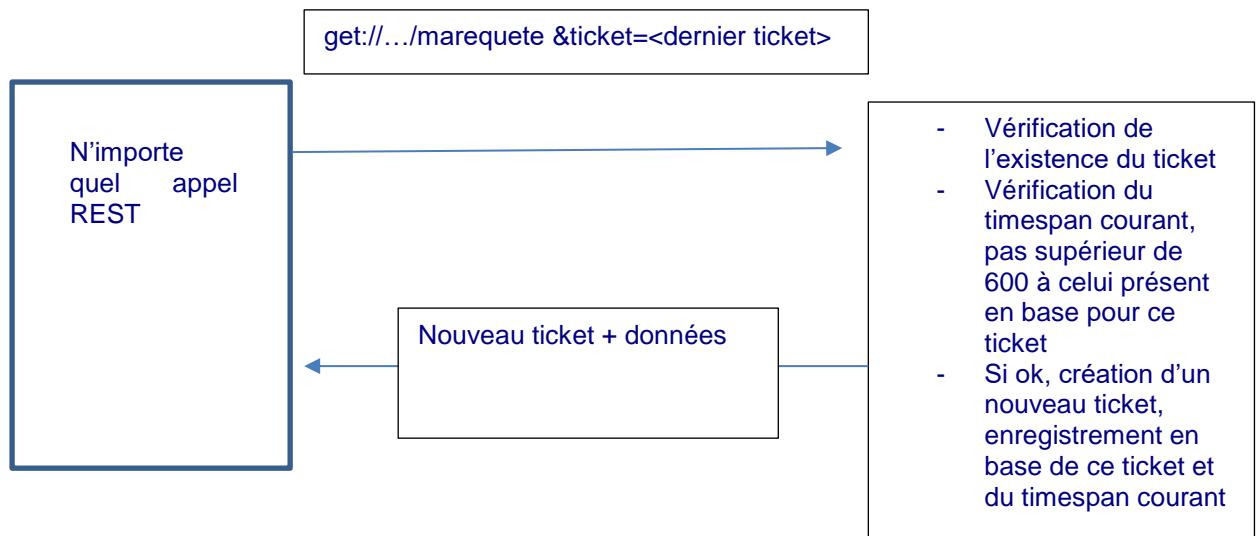 get://…/marequete &ticket=<dernier ticket>
N’importe
quel appel
REST
- Vérification de
l’existence du ticket
- Vérification du
timespan courant,
pas supérieur de
600 à celui présent
en base pour ce
ticket
- Si ok, création d’un
nouveau ticket,
enregistrement en
base de ce ticket et
du timespan courant
Nouveau ticket + données